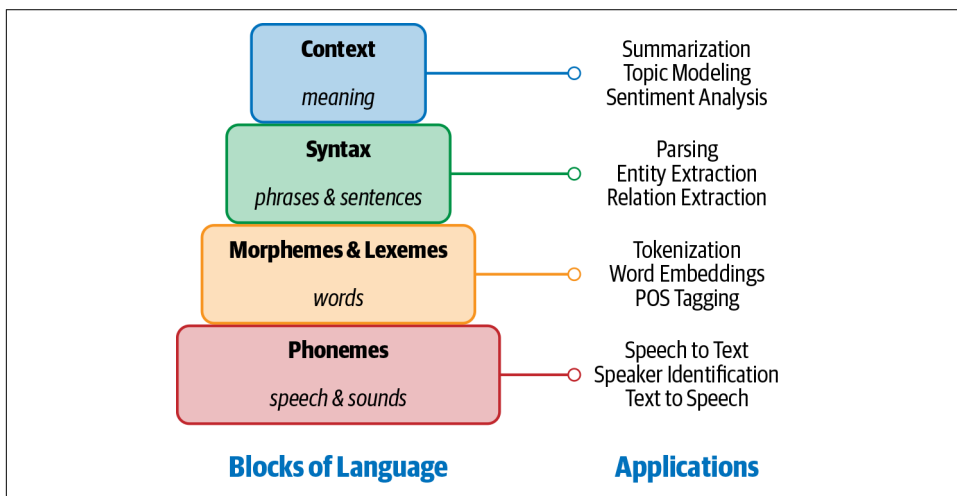 Context
meaning
Summarization
Topic Modeling
Sentiment Analysis
Syntax
phrases & sentences
Parsing
Entity Extraction
Relation Extraction
Morphemes & Lexemes
words
Tokenization
Word Embeddings
POS Tagging
Phonemes
speech & sounds
Speech to Text
Speaker Identification
Text to Speech
Blocks of Language
Applications